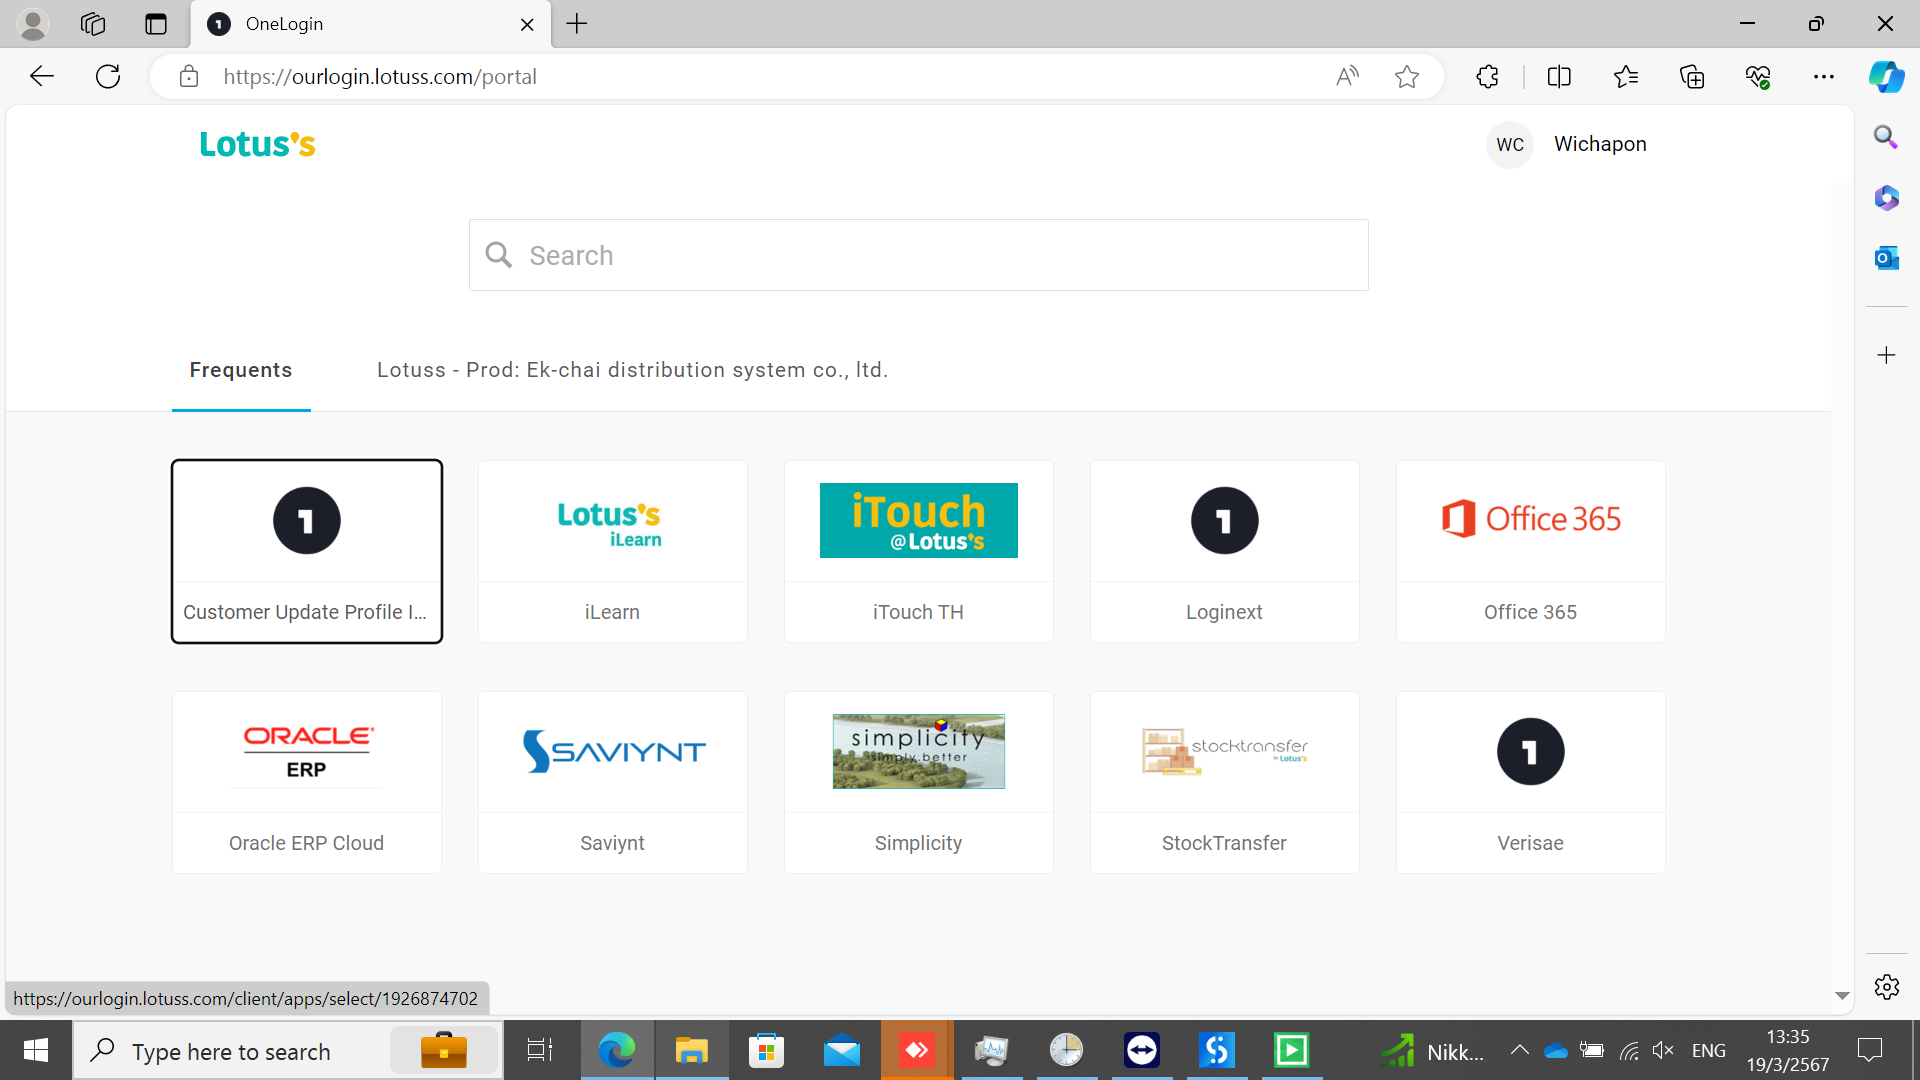 OneLogin
https://ourlogin.lotuss.com/portal
Lotus's
WC Wichapon
Search
Frequents
Lotuss - Prod: Ek-chai distribution system co., ltd.
1
Customer Update Profile I...
Lotus's
iLearn
iLearn
iTouch
@Lotus's
iTouch TH
1
Loginext
Office 365
Office 365
ORACLE
ERP
Oracle ERP Cloud
SAVIYNT
Saviynt
simplicity
simply.better
Simplicity
stocktransfer
by Lotus's
StockTransfer
1
Verisae
https://ourlogin.lotuss.com/client/apps/select/1926874702
Type here to search
Nikk...
ENG
13:35
19/3/2567